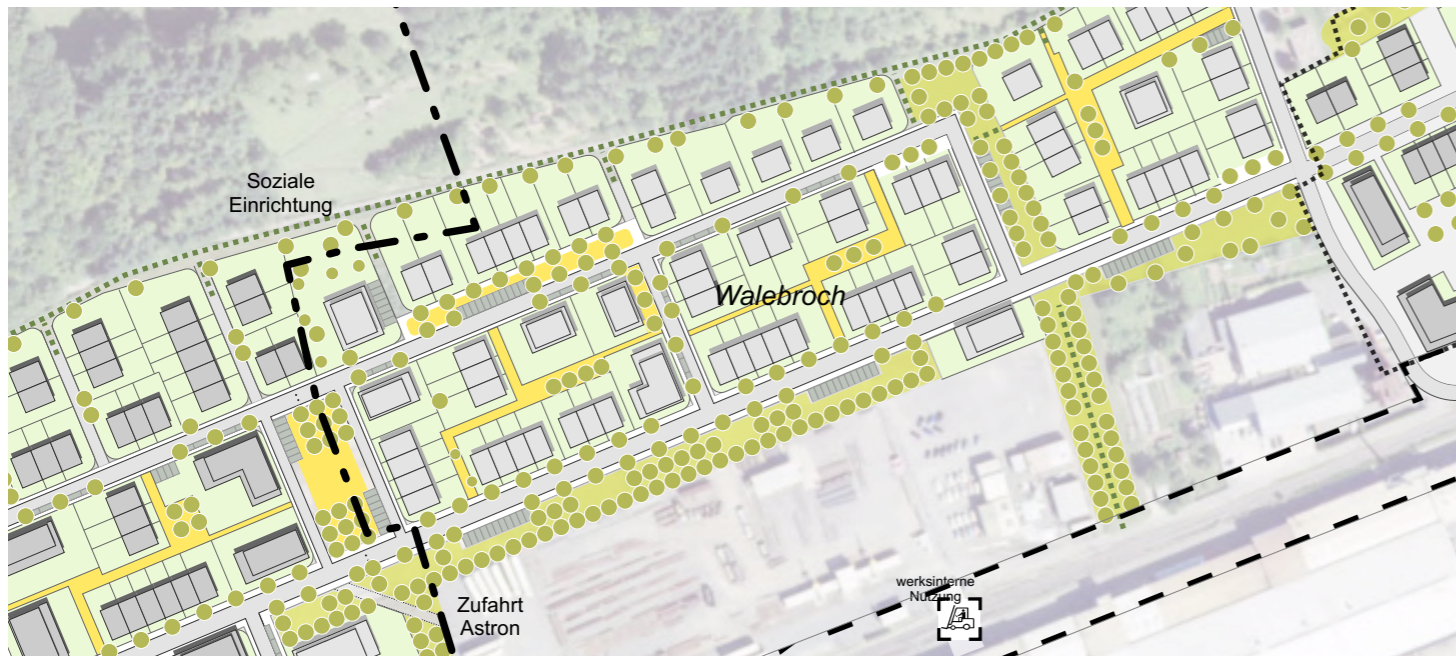 Soziale
Einrichtung
Walebroch
Zufahrt
Astron
werksinterne
Nutzung